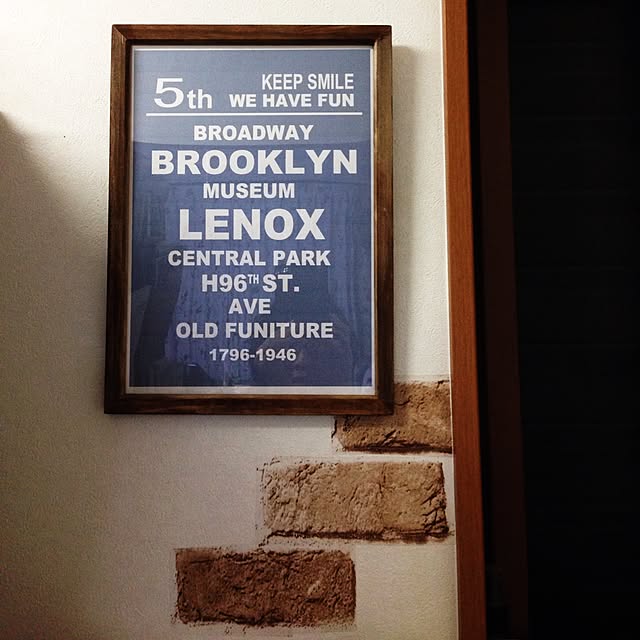 5th KEEP SMILE
WE HAVE FUN
BROADWAY
BROOKLYN
MUSEUM
LENOX
CENTRAL PARK
H96TH ST.
AVE
OLD FUNITURE
1796-1946